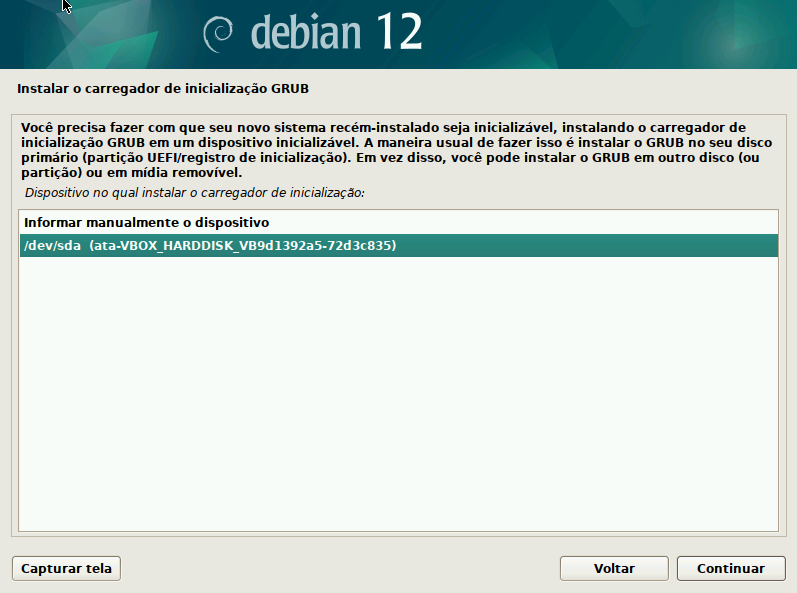 debian 12
Instalar o carregador de inicialização GRUB
Você precisa fazer com que seu novo sistema recém-instalado seja inicializável, instalando o carregador de
inicialização GRUB em um dispositivo inicializável. A maneira usual de fazer isso é instalar o GRUB no seu disco
primário (partição UEFI/registro de inicialização). Em vez disso, você pode instalar o GRUB em outro disco (ou
partição) ou em mídia removível.
Dispositivo no qual instalar o carregador de inicialização:
Informar manualmente o dispositivo
/dev/sda  (ata-VBOX_HARDDISK_VB9d1392a5-72d3c835)
Capturar tela
Voltar
Continuar